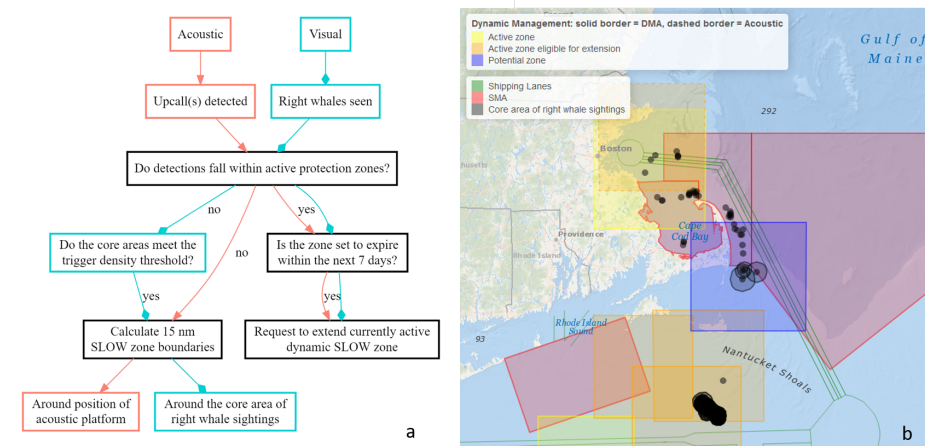 Acoustic
Visual
Upcall(s) detected
Right whales seen
Do detections fall within active protection zones?
no
yes
no
Do the core areas meet the
trigger density threshold?
Is the zone set to expire
within the next 7 days?
yes
yes
Calculate 15 nm
SLOW zone boundaries
Request to extend currently active
dynamic SLOW zone
Around position of
acoustic platform
Around the core area of
right whale sightings
a
Dynamic Management: solid border = DMA, dashed border = Acoustic
Active zone
Active zone eligible for extension
Potential zone
Shipping Lanes
SMA
Core area of right whale sightings
Gulf of
Maine
292
Boston
Cape
Cod Bay
Providence
Rhode Island
Rhode Island
Sound
93
Nantucket Shoals
b